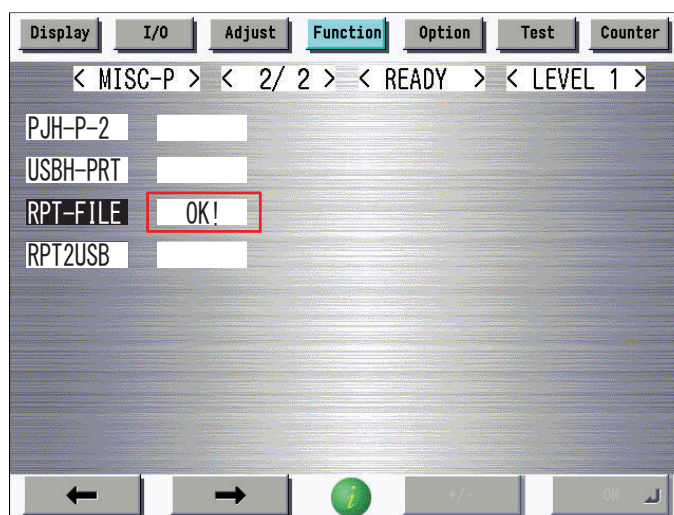 Display I/O Adjust Function Option Test Counter
< MISC-P > < 2/ 2 > < READY > < LEVEL 1 >
PJH-P-2
USBH-PRT
RPT-FILE OK!
RPT2USB
← → i +/- OK